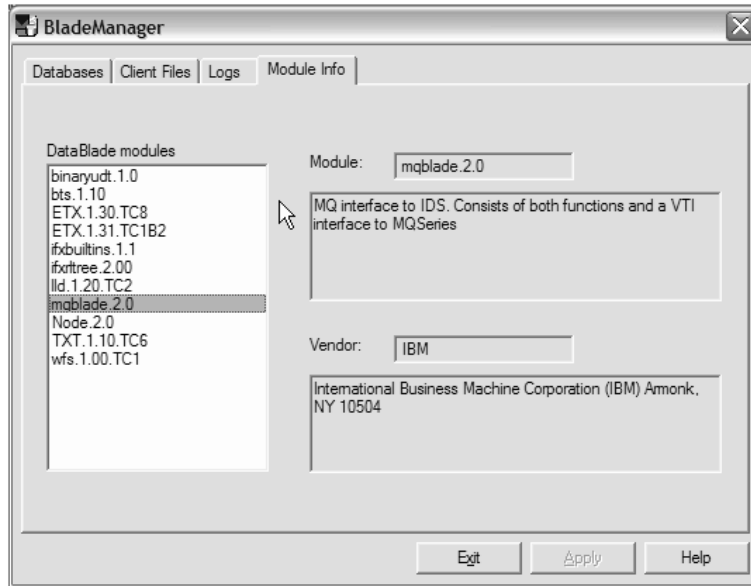 BladeManager
Databases Client Files Logs Module Info
DataBlade modules
binaryudt.1.0
bts.1.10
ETX.1.30.TC8
ETX.1.31.TC1B2
ifxbuiltins.1.1
ifxrltree.2.00
lld.1.20.TC2
mqblade.2.0
Node.2.0
TXT.1.10.TC6
wfs.1.00.TC1
Module: mqblade.2.0
MQ interface to IDS. Consists of both functions and a VTI
interface to MQSeries
Vendor: IBM
International Business Machine Corporation (IBM) Armonk,
NY 10504
Exit Apply Help